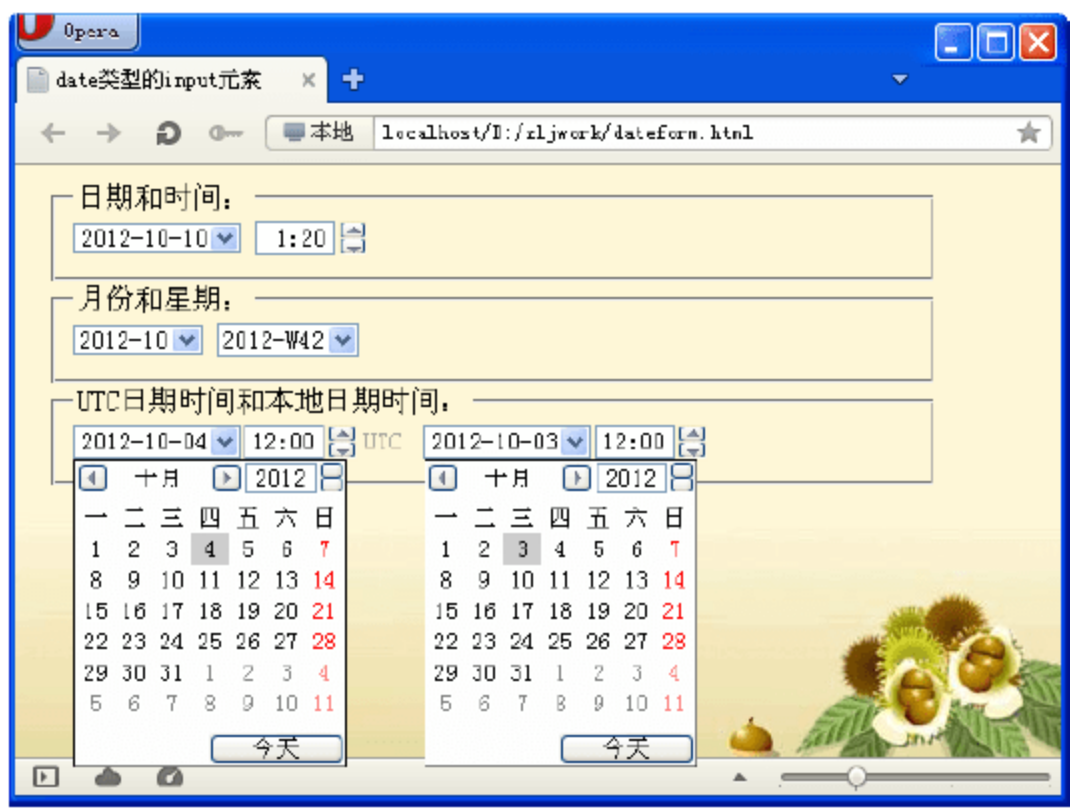 Opera
date类型的input元素
本地 localhost/D:/zljwork/dateform.html
日期和时间:
2012-10-10 1:20
月份和星期:
2012-10 2012-W42
UTC日期时间和本地日期时间:
2012-10-04 12:00 UTC 2012-10-03 12:00
十月 2012 十月 2012
一 二 三 四 五 六 日 一 二 三 四 五 六 日
1 2 3 4 5 6 7 1 2 3 4 5 6 7
8 9 10 11 12 13 14 8 9 10 11 12 13 14
15 16 17 18 19 20 21 15 16 17 18 19 20 21
22 23 24 25 26 27 28 22 23 24 25 26 27 28
29 30 31 1 2 3 4 29 30 31 1 2 3 4
5 6 7 8 9 10 11 5 6 7 8 9 10 11
今天 今天